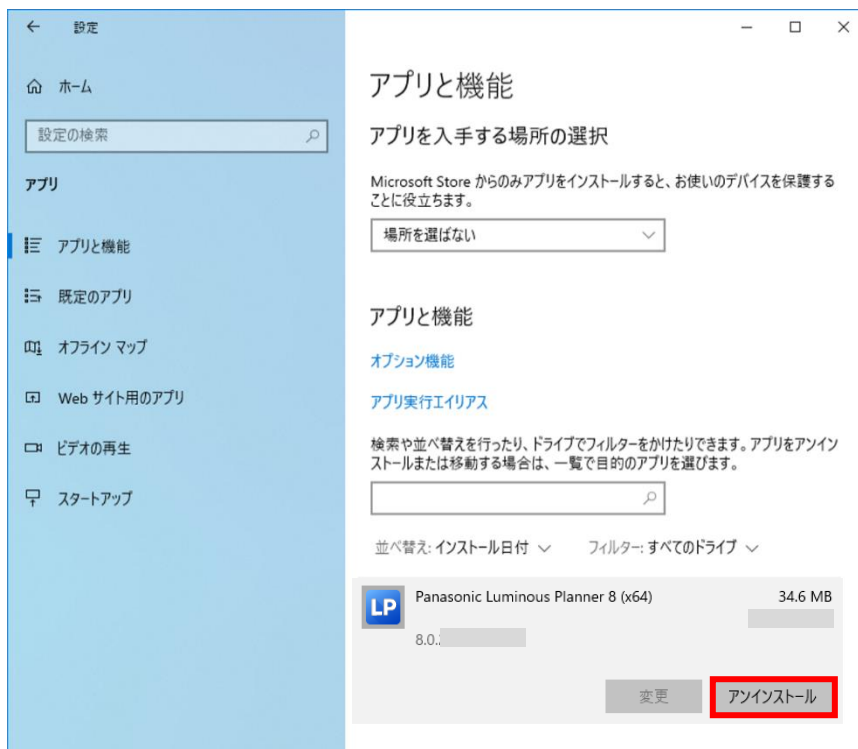 設定
ホーム
設定の検索
アプリ
アプリと機能
既定のアプリ
オフライン マップ
Web サイト用のアプリ
ビデオの再生
スタートアップ
アプリと機能
アプリを入手する場所の選択
Microsoft Store からのみアプリをインストールすると、お使いのデバイスを保護する
ことに役立ちます。
場所を選ばない
アプリと機能
オプション機能
アプリ実行エイリアス
検索や並べ替えを行ったり、ドライブでフィルターをかけたりできます。アプリをアンイン
ストールまたは移動する場合は、一覧で目的のアプリを選びます。
並べ替え: インストール日付 フィルター: すべてのドライブ
LP Panasonic Luminous Planner 8 (x64) 34.6 MB
8.0.
変更 アンインストール